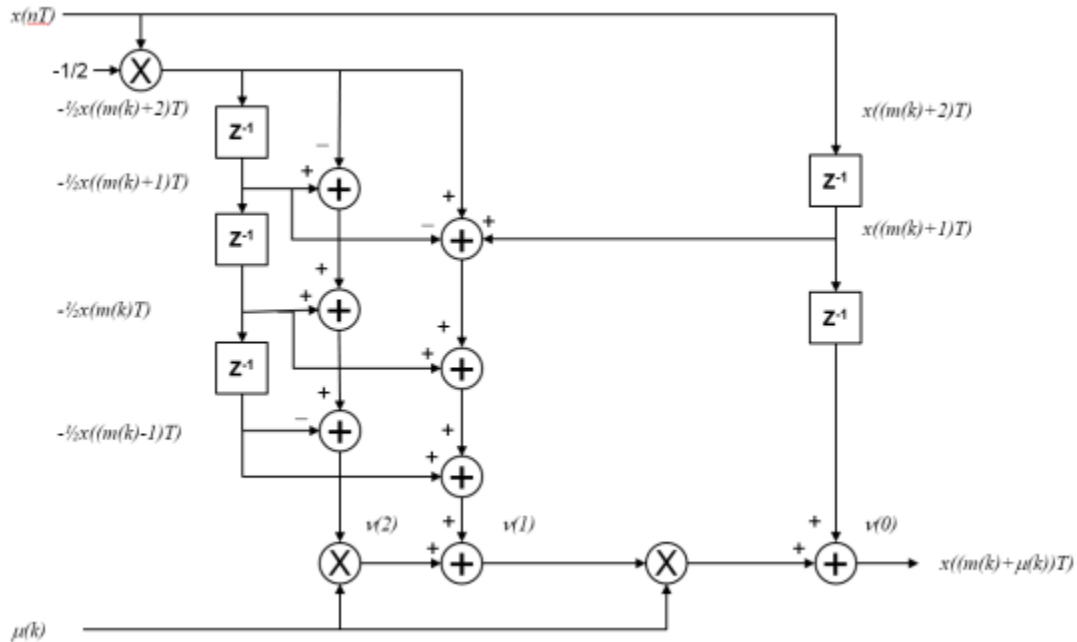 x(nT)
-1/2
X
-½x((m(k)+2)T)
x((m(k)+2)T)
Z-1
–
+
-½x((m(k)+1)T)
+
Z-1
+
+
–
+
x((m(k)+1)T)
Z-1
+
+
+
-½x(m(k)T)
+
+
Z-1
+
+
Z-1
+
–
+
+
-½x((m(k)-1)T)
+
+
v(2)
+
v(1)
+
v(0)
X
+
+
X
+
+
x((m(k)+μ(k))T)
μ(k)